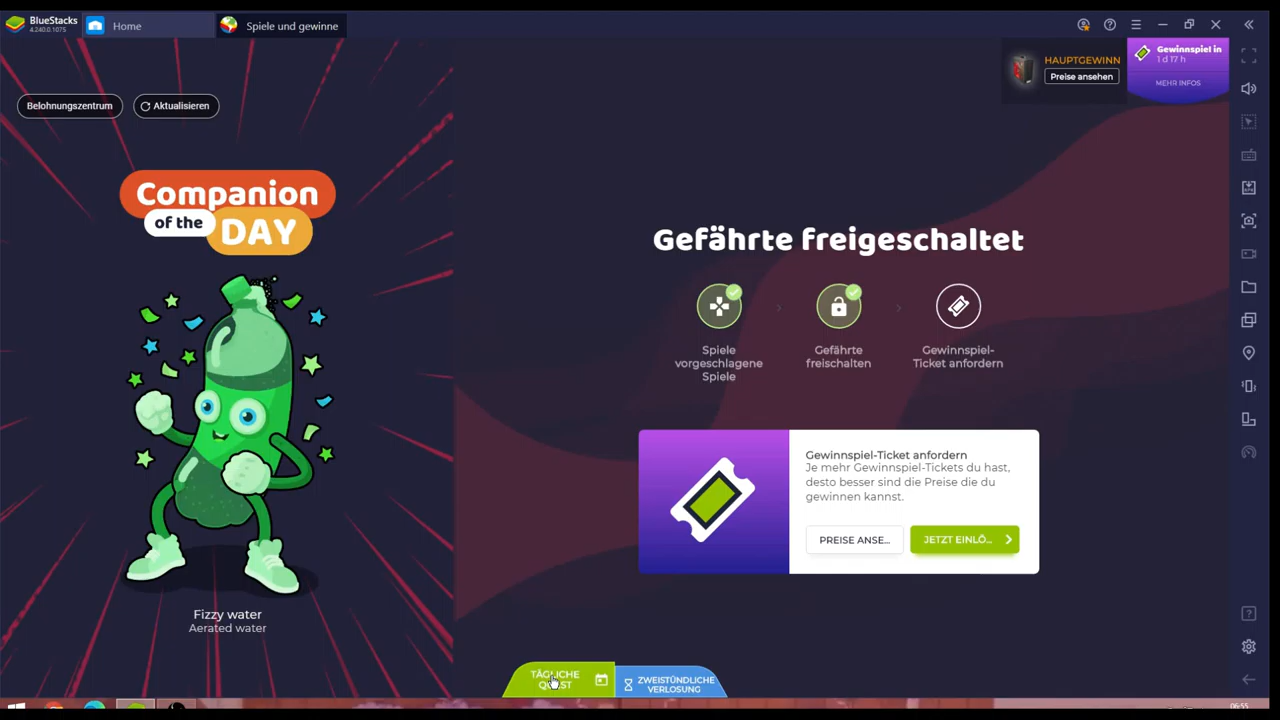 BlueStacks
4.240.0.1075
Home
Spiele und gewinne
HAUPTGEWINN
Preise ansehen
Gewinnspiel in
1 d 17 h
MEHR INFOS
Belohnungszentrum
Aktualisieren
Companion
of the
DAY
Gefährte freigeschaltet
Spiele
vorgeschlagene
Spiele
Gefährte
freischalten
Gewinnspiel-
Ticket anfordern
Gewinnspiel-Ticket anfordern
Je mehr Gewinnspiel-Tickets du hast,
desto besser sind die Preise die du
gewinnen kannst.
PREISE ANSE...
JETZT EINLÖ...
Fizzy water
Aerated water
TÄGLICHE
QUEST
ZWEISTÜNDLICHE
VERLOSUNG
06:55